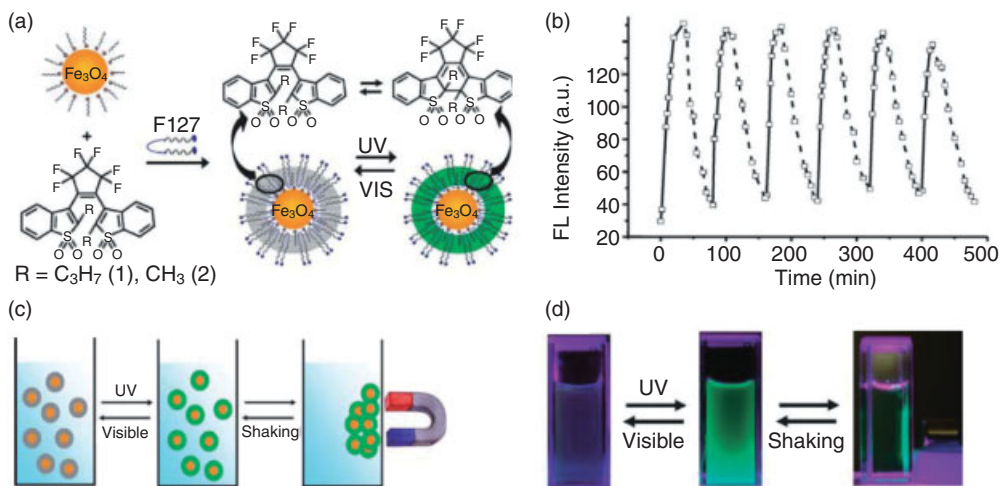 (a)
Fe3O4
+
F F
F F
F F
R
R
S S
O O O O
R = C3H7 (1), CH3 (2)
F127
F F
F F
F F
R
R
S S
O O O O
F F
F F
F F
R
R
S S
O O O O
UV
VIS
Fe3O4
Fe3O4
(b)
FL Intensity (a.u.)
120
100
80
60
40
20
0 100 200 300 400 500
Time (min)
(c)
UV
Visible
Shaking
(d)
UV
Visible
Shaking